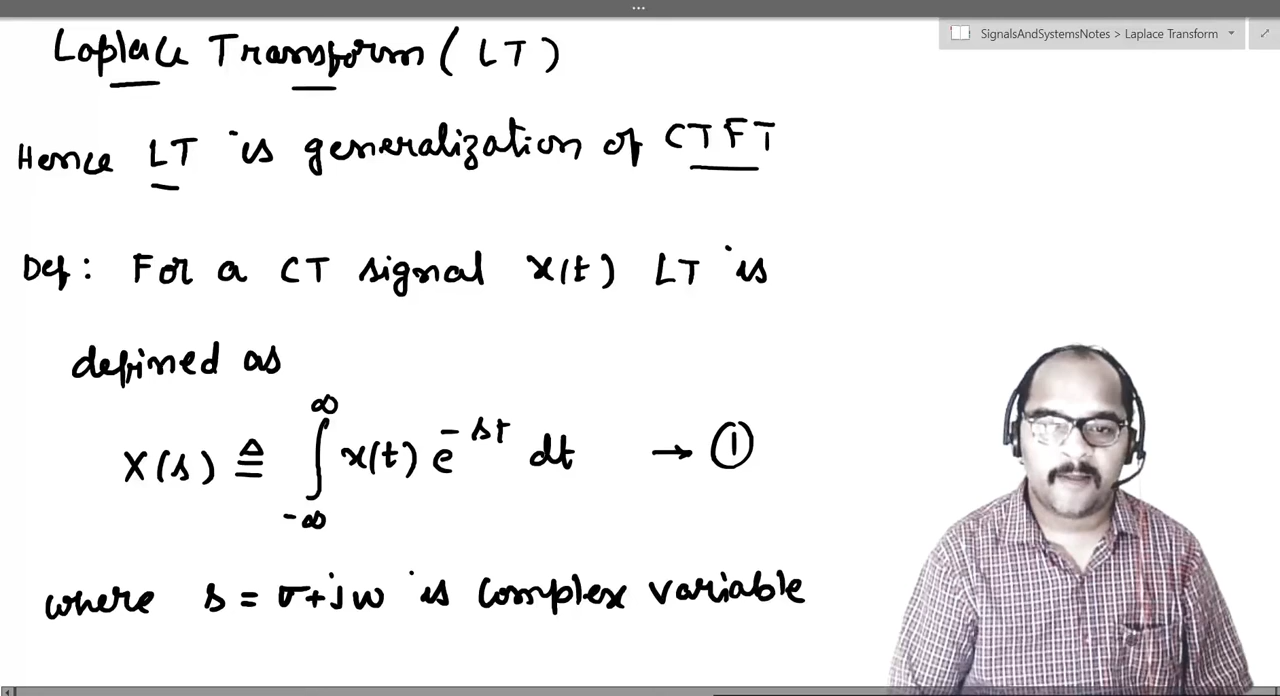 SignalsAndSystemsNotes > Laplace Transform
Laplace Transform (LT)
Hence LT is generalization of CTFT
Def: For a CT signal x(t) LT is
defined as
X(s) ≜ ∫_{-∞}^{∞} x(t) e^{-st} dt → ①
where s = σ+jω is complex variable